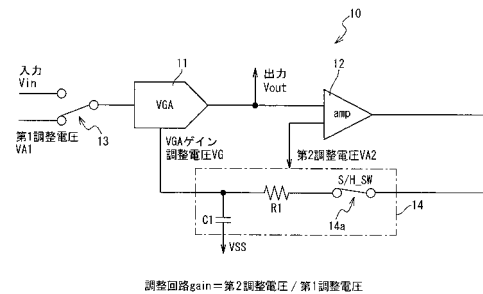 10
11
12
入力
Vin
出力
Vout
VGA
amp
第1調整電圧
VA1
13
VGAゲイン
調整電圧VG
第2調整電圧VA2
S/H_SW
R1
14
14a
C1
VSS
調整回路gain=第2調整電圧/第1調整電圧